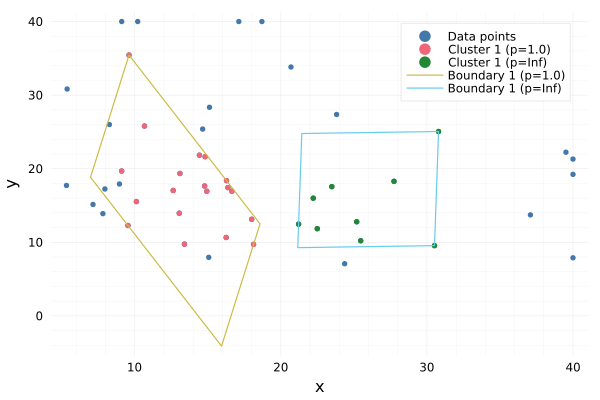 40
30
20
10
0
y
10
20
30
40
x
Data points
Cluster 1 (p=1.0)
Cluster 1 (p=Inf)
Boundary 1 (p=1.0)
Boundary 1 (p=Inf)